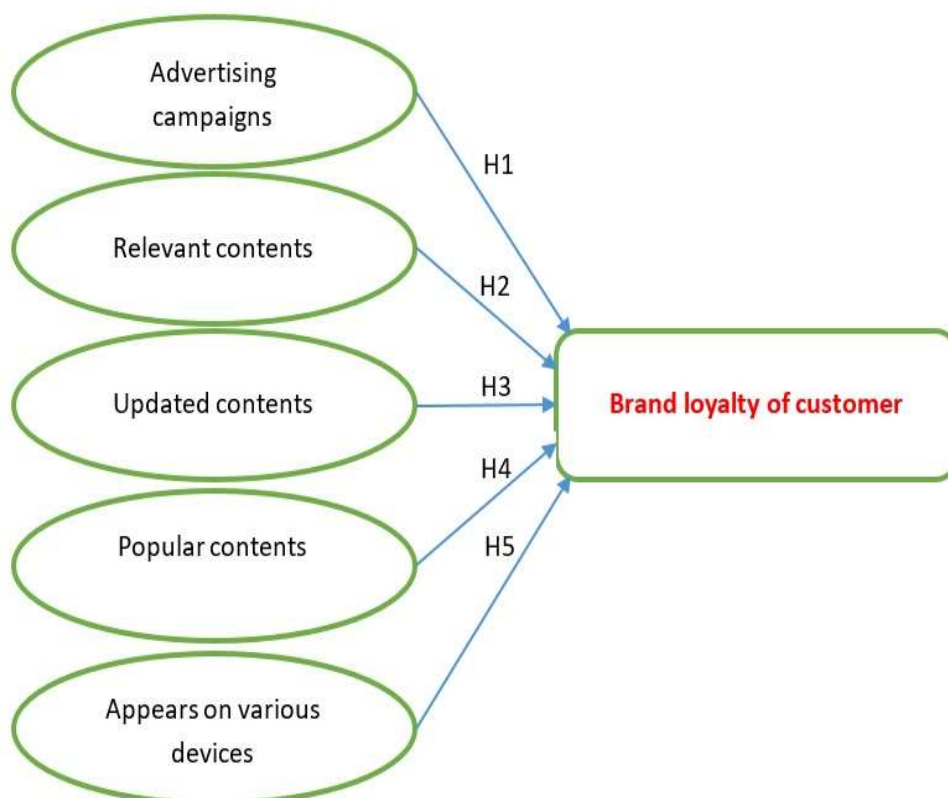 Advertising
campaigns
H1
Relevant contents
H2
Updated contents
H3
Brand loyalty of customer
Popular contents
H4
H5
Appears on various
devices